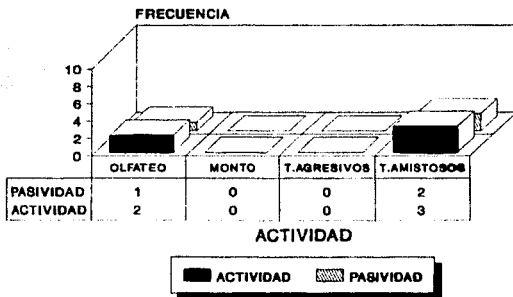 FRECUENCIA
10
8
6
4
2
0
OLFATEO MONTO T.AGRESIVOS T.AMISTOSOS
PASIVIDAD 1 0 0 2
ACTIVIDAD 2 0 0 3
ACTIVIDAD
ACTIVIDAD PASIVIDAD